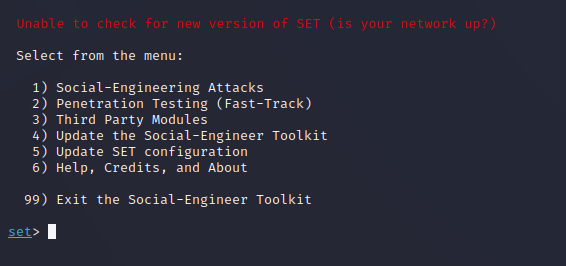 Unable to check for new version of SET (is your network up?)
Select from the menu:
1) Social-Engineering Attacks
2) Penetration Testing (Fast-Track)
3) Third Party Modules
4) Update the Social-Engineer Toolkit
5) Update SET configuration
6) Help, Credits, and About
99) Exit the Social-Engineer Toolkit
set>